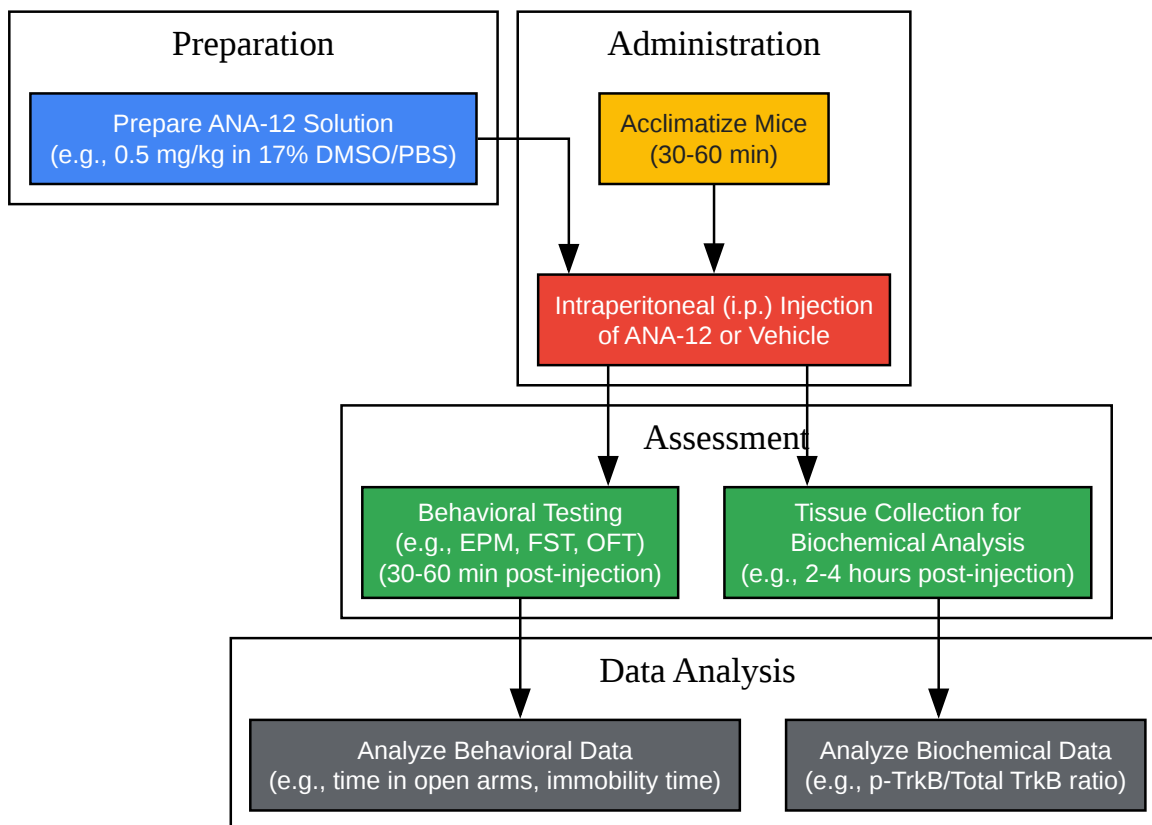 Preparation
Prepare ANA-12 Solution
(e.g., 0.5 mg/kg in 17% DMSO/PBS)
Administration
Acclimatize Mice
(30-60 min)
Intraperitoneal (i.p.) Injection
of ANA-12 or Vehicle
Assessment
Behavioral Testing
(e.g., EPM, FST, OFT)
(30-60 min post-injection)
Tissue Collection for
Biochemical Analysis
(e.g., 2-4 hours post-injection)
Data Analysis
Analyze Behavioral Data
(e.g., time in open arms, immobility time)
Analyze Biochemical Data
(e.g., p-TrkB/Total TrkB ratio)